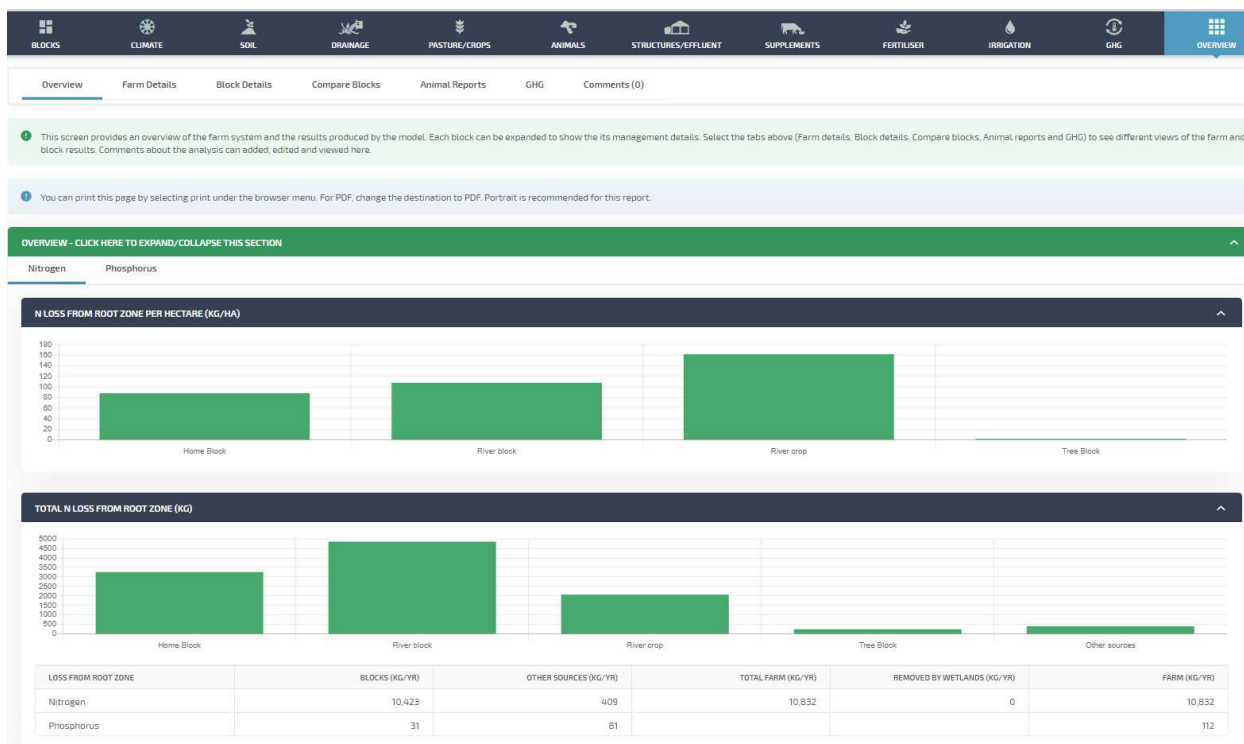 BLOCKS CLIMATE SOIL DRAINAGE PASTURE/CROPS ANIMALS STRUCTURES/EFFLUENT SUPPLEMENTS FERTILISER IRRIGATION GHG OVERVIEW
Overview Farm Details Block Details Compare Blocks Animal Reports GHG Comments (0)
This screen provides an overview of the farm system and the results produced by the model. Each block can be expanded to show the its management details. Select the tabs above (Farm details, Block details, Compare blocks, Animal reports and GHG) to see different views of the farm and
block results. Comments about the analysis can added, edited and viewed here.
You can print this page by selecting print under the browser menu. For PDF, change the destination to PDF. Portrait is recommended for this report.
OVERVIEW - CLICK HERE TO EXPAND/COLLAPSE THIS SECTION
Nitrogen Phosphorus
N LOSS FROM ROOT ZONE PER HECTARE (KG/HA)
180
160
140
120
100
80
60
40
20
0
Home Block River block River crop Tree Block
TOTAL N LOSS FROM ROOT ZONE (KG)
5000
4500
4000
3500
3000
2500
2000
1500
1000
500
0
Home Block River block River crop Tree Block Other sources
LOSS FROM ROOT ZONE BLOCKS (KG/YR) OTHER SOURCES (KG/YR) TOTAL FARM (KG/YR) REMOVED BY WETLANDS (KG/YR) FARM (KG/YR)
Nitrogen 10,423 409 10,832 0 10,832
Phosphorus 31 81 112